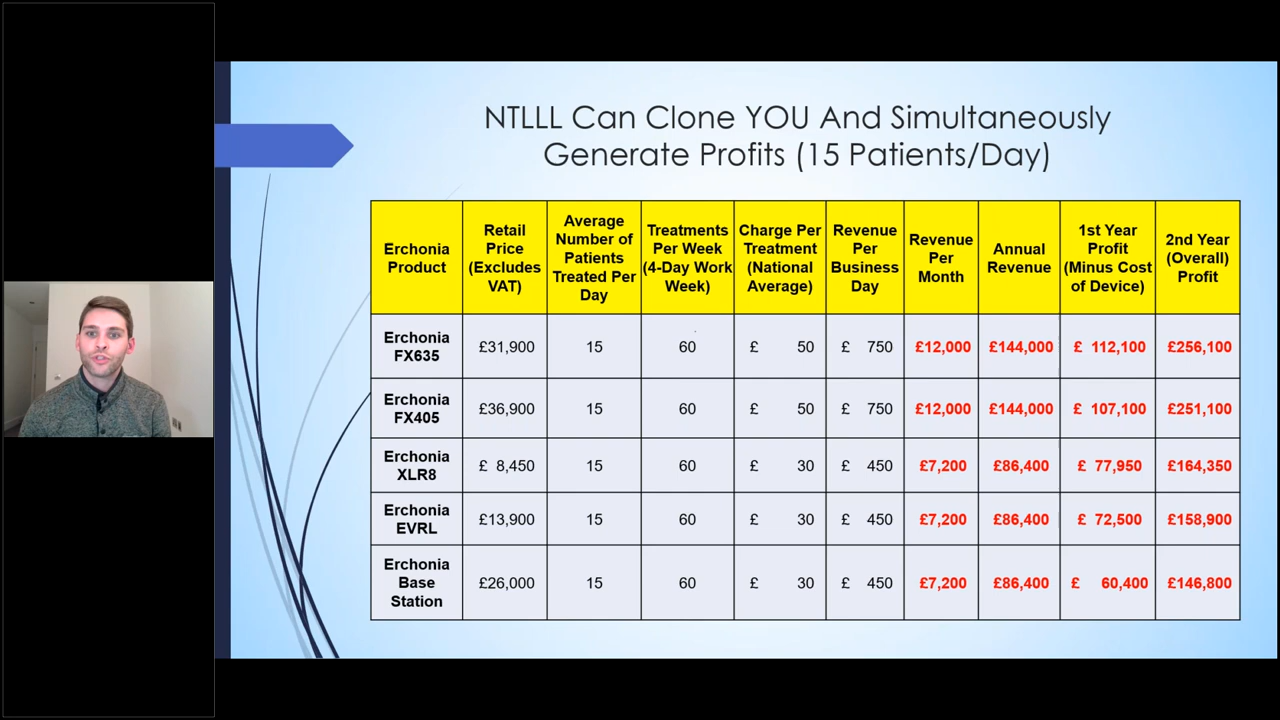 NTLLL Can Clone YOU And Simultaneously
Generate Profits (15 Patients/Day)
Erchonia
Product
Retail
Price
(Excludes
VAT)
Average
Number of
Patients
Treated Per
Day
Treatments
Per Week
(4-Day Work
Week)
Charge Per
Treatment
(National
Average)
Revenue
Per
Business
Day
Revenue
Per
Month
Annual
Revenue
1st Year
Profit
(Minus Cost
of Device)
2nd Year
(Overall)
Profit
Erchonia
FX635
£31,900 15 60 £ 50 £ 750 £12,000 £144,000 £ 112,100 £256,100
Erchonia
FX405
£36,900 15 60 £ 50 £ 750 £12,000 £144,000 £ 107,100 £251,100
Erchonia
XLR8
£ 8,450 15 60 £ 30 £ 450 £7,200 £86,400 £ 77,950 £164,350
Erchonia
EVRL
£13,900 15 60 £ 30 £ 450 £7,200 £86,400 £ 72,500 £158,900
Erchonia
Base
Station
£26,000 15 60 £ 30 £ 450 £7,200 £86,400 £ 60,400 £146,800